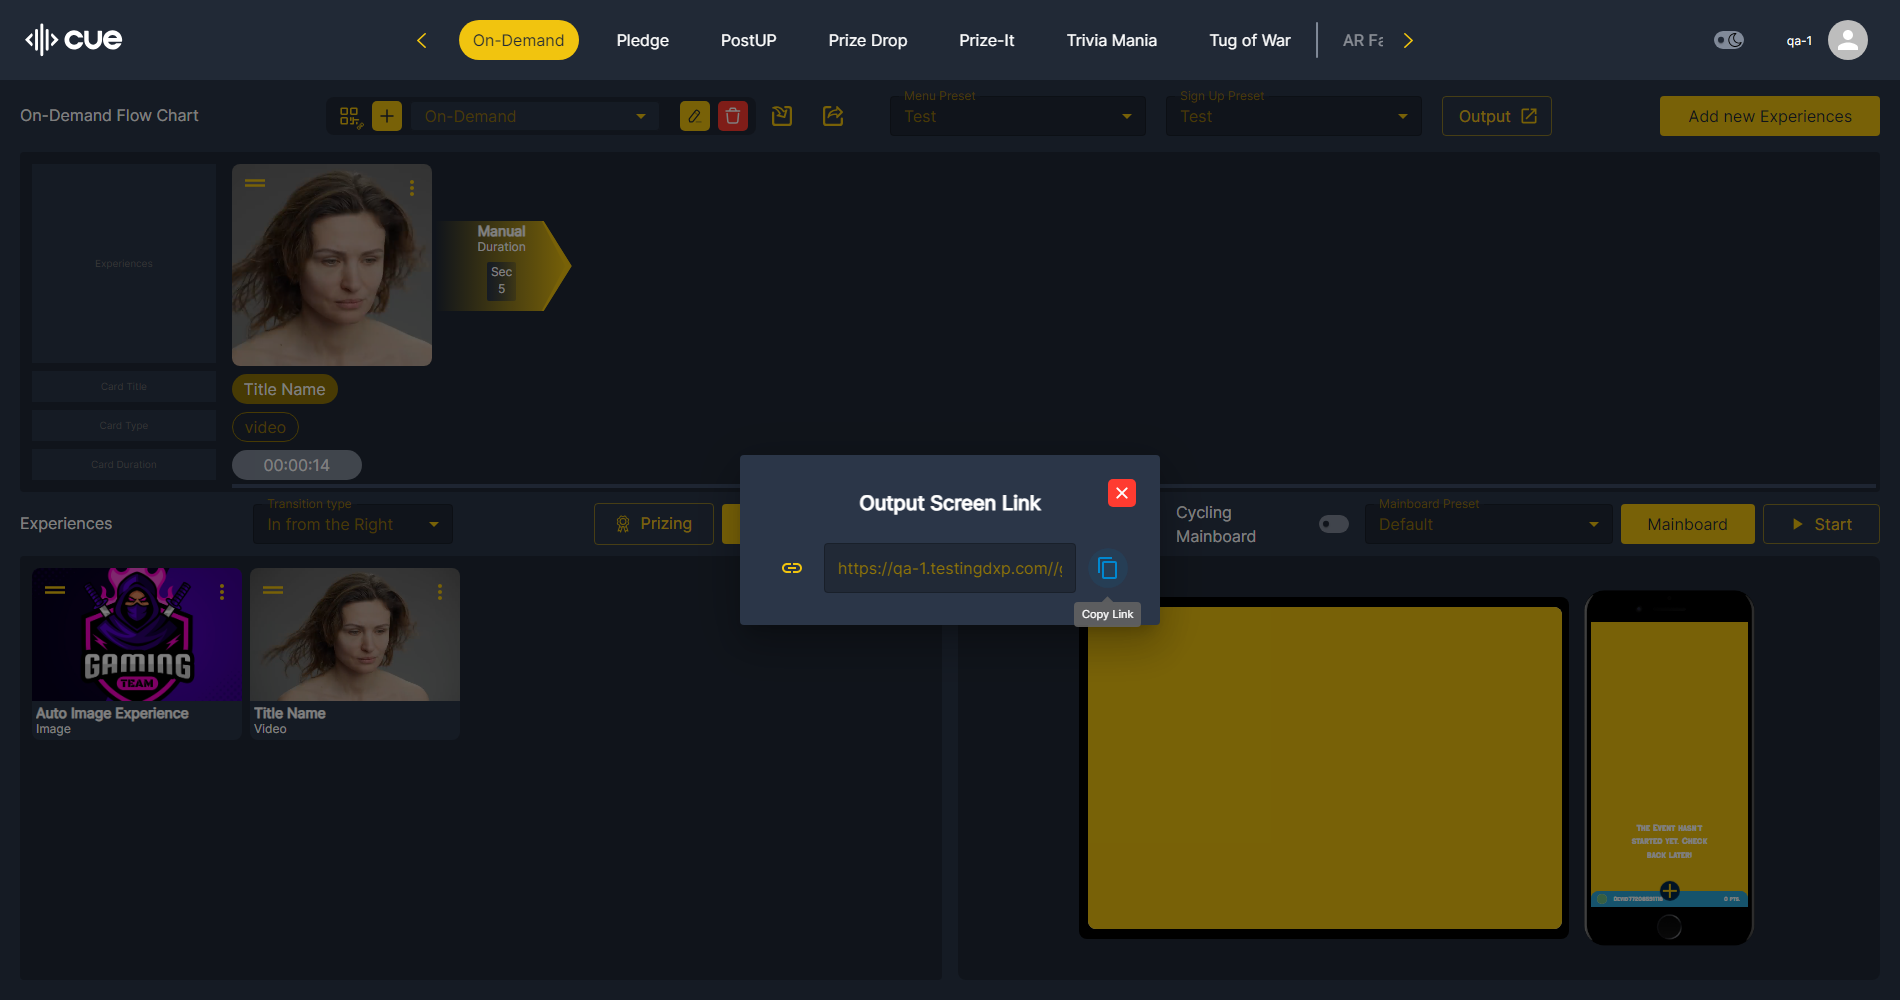 cue
On-Demand
Pledge
PostUP
Prize Drop
Prize-It
Trivia Mania
Tug of War
AR Fa
qa-1
On-Demand Flow Chart
On-Demand
Menu Preset
Test
Sign Up Preset
Test
Output
Add new Experiences
Experiences
Manual
Duration
Sec
5
Card Title
Title Name
Card Type
video
Card Duration
00:00:14
Output Screen Link
https://qa-1.testingdxp.com//g
Copy Link
Experiences
Transition type
In from the Right
Prizing
Cycling
Mainboard
Mainboard Preset
Default
Mainboard
Start
GAMING
TEAM
Auto Image Experience
Image
Title Name
Video
The Event hasn't
started yet. Check
back later!
0 pts.